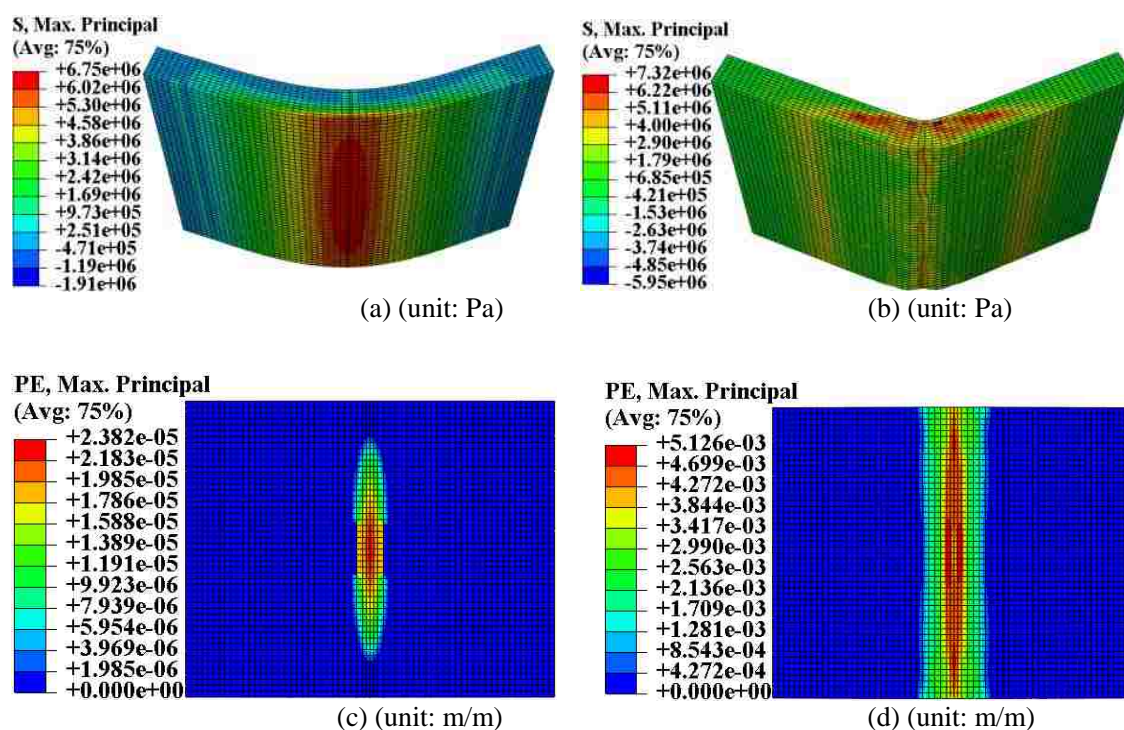 S, Max. Principal
(Avg: 75%)
+6.75e+06
+6.02e+06
+5.30e+06
+4.58e+06
+3.86e+06
+3.14e+06
+2.42e+06
+1.69e+06
+9.73e+05
+2.51e+05
-4.71e+05
-1.19e+06
-1.91e+06
(a) (unit: Pa)
S, Max. Principal
(Avg: 75%)
+7.32e+06
+6.22e+06
+5.11e+06
+4.00e+06
+2.90e+06
+1.79e+06
+6.85e+05
-4.21e+05
-1.53e+06
-2.63e+06
-3.74e+06
-4.85e+06
-5.95e+06
(b) (unit: Pa)
PE, Max. Principal
(Avg: 75%)
+2.382e-05
+2.183e-05
+1.985e-05
+1.786e-05
+1.588e-05
+1.389e-05
+1.191e-05
+9.923e-06
+7.939e-06
+5.954e-06
+3.969e-06
+1.985e-06
+0.000e+00
(c) (unit: m/m)
PE, Max. Principal
(Avg: 75%)
+5.126e-03
+4.699e-03
+4.272e-03
+3.844e-03
+3.417e-03
+2.990e-03
+2.563e-03
+2.136e-03
+1.709e-03
+1.281e-03
+8.543e-04
+4.272e-04
+0.000e+00
(d) (unit: m/m)